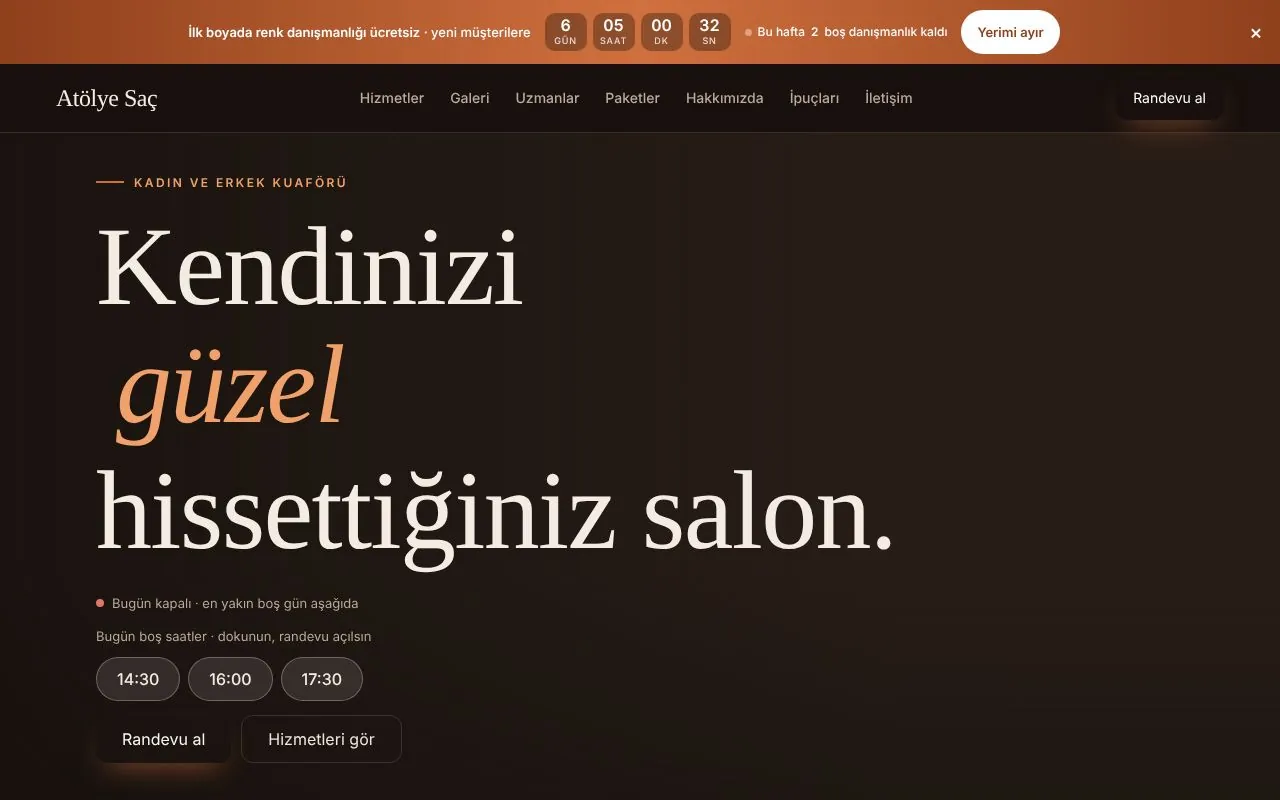 İlk boyada renk danışmanlığı ücretsiz · yeni müşterilere
6 05 00 32
GÜN SAAT DK SN
Bu hafta 2 boş danışmanlık kaldı
Yerimi ayır
×
Atölye Saç
Hizmetler Galeri Uzmanlar Paketler Hakkımızda İpuçları İletişim
Randevu al
KADIN VE ERKEK KUAFÖRÜ
Kendinizi
güzel
hissettiğiniz salon.
Bugün kapalı · en yakın boş gün aşağıda
Bugün boş saatler · dokunun, randevu açılsın
14:30 16:00 17:30
Randevu al Hizmetleri gör